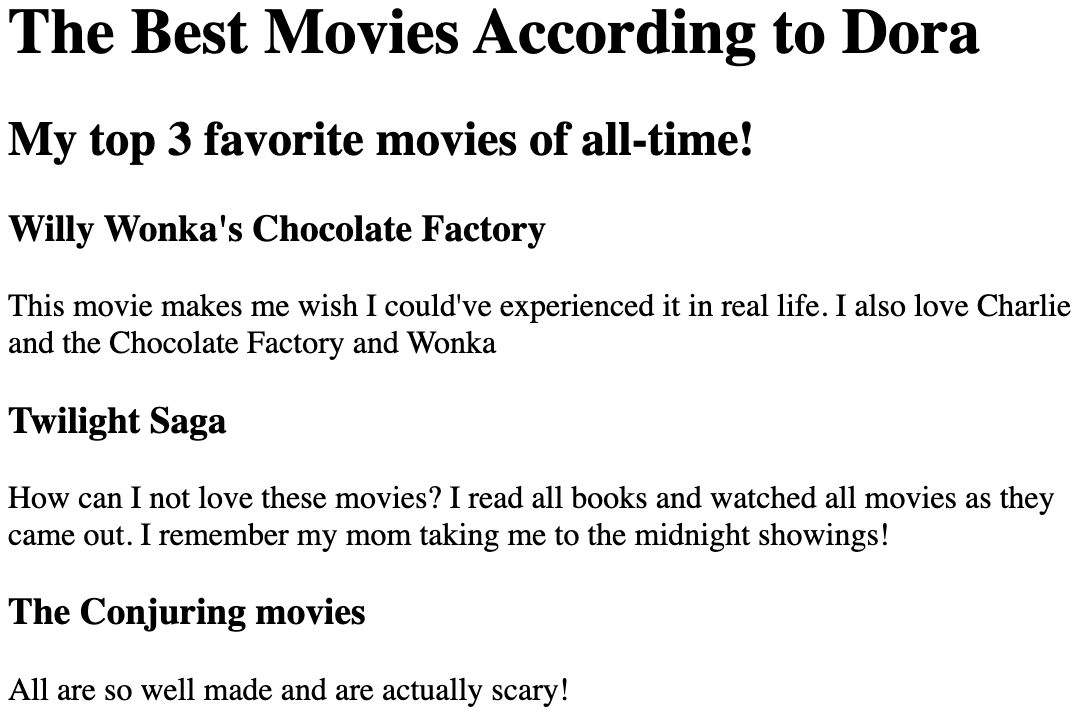 The Best Movies According to Dora
My top 3 favorite movies of all-time!
Willy Wonka's Chocolate Factory
This movie makes me wish I could've experienced it in real life. I also love Charlie
and the Chocolate Factory and Wonka
Twilight Saga
How can I not love these movies? I read all books and watched all movies as they
came out. I remember my mom taking me to the midnight showings!
The Conjuring movies
All are so well made and are actually scary!